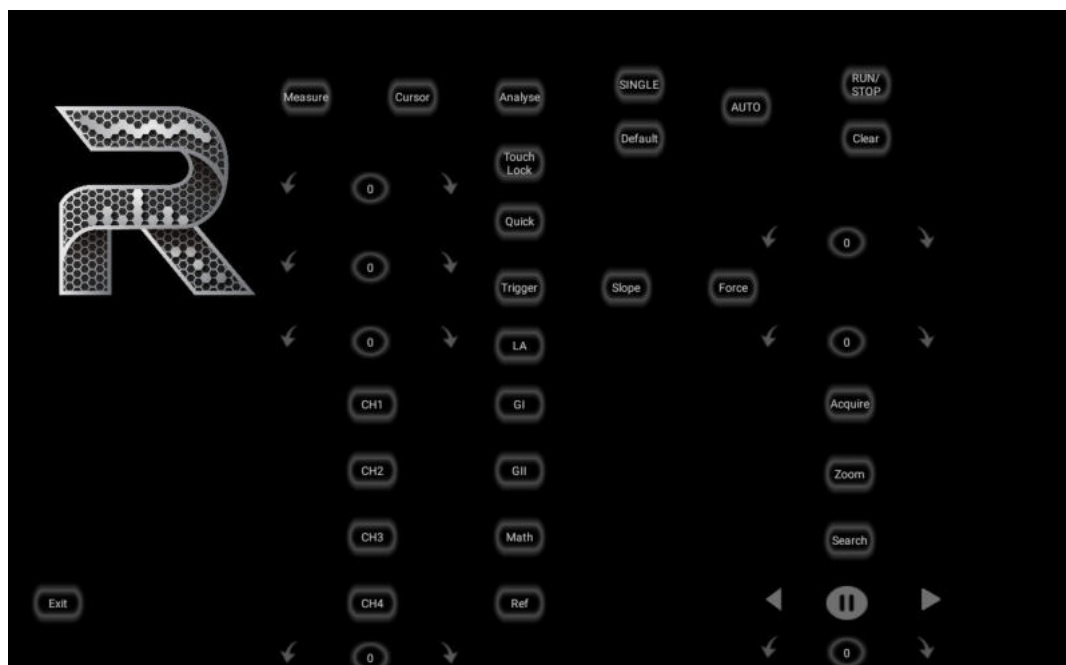 SINGLE
RUN/
STOP
Measure
Cursor
Analyse
AUTO
Default
Clear
Touch
Lock
0
Quick
0
0
Trigger
Slope
Force
0
LA
0
CH1
GI
Acquire
CH2
GII
Zoom
CH3
Math
Search
Exit
CH4
Ref
0
0